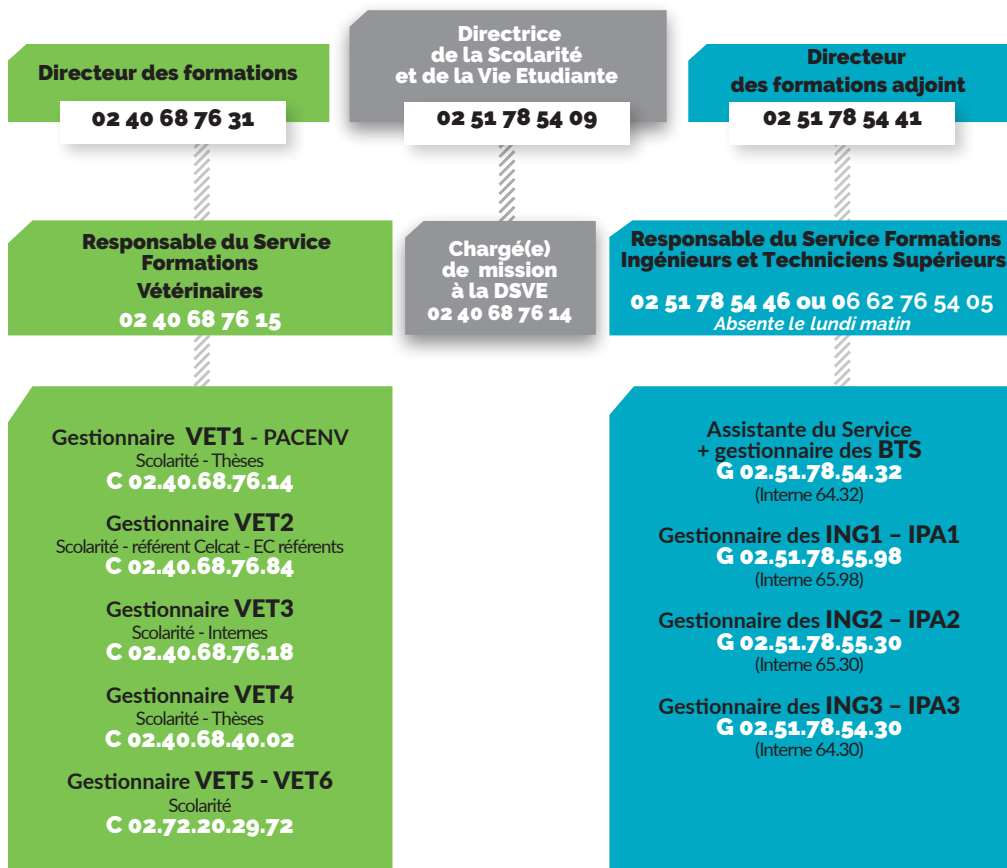 Directeur des formations
02 40 68 76 31
Directrice
de la Scolarité
et de la Vie Etudiante
02 51 78 54 09
Directeur
des formations adjoint
02 51 78 54 41
Responsable du Service
Formations
Vétérinaires
02 40 68 76 15
Chargé(e)
de mission
à la DSVE
02 40 68 76 14
Responsable du Service Formations
Ingénieurs et Techniciens Supérieurs
02 51 78 54 46 ou 06 62 76 54 05
Absente le lundi matin
Gestionnaire VET1 - PACENV
Scolarité - Thèses
C 02.40.68.76.14
Gestionnaire VET2
Scolarité - référent Celcat - EC référents
C 02.40.68.76.84
Gestionnaire VET3
Scolarité - Internes
C 02.40.68.76.18
Gestionnaire VET4
Scolarité - Thèses
C 02.40.68.40.02
Gestionnaire VET5 - VET6
Scolarité
C 02.72.20.29.72
Assistante du Service
+ gestionnaire des BTS
G 02.51.78.54.32
(Interne 64.32)
Gestionnaire des ING1 – IPA1
G 02.51.78.55.98
(Interne 65.98)
Gestionnaire des ING2 – IPA2
G 02.51.78.55.30
(Interne 65.30)
Gestionnaire des ING3 – IPA3
G 02.51.78.54.30
(Interne 64.30)